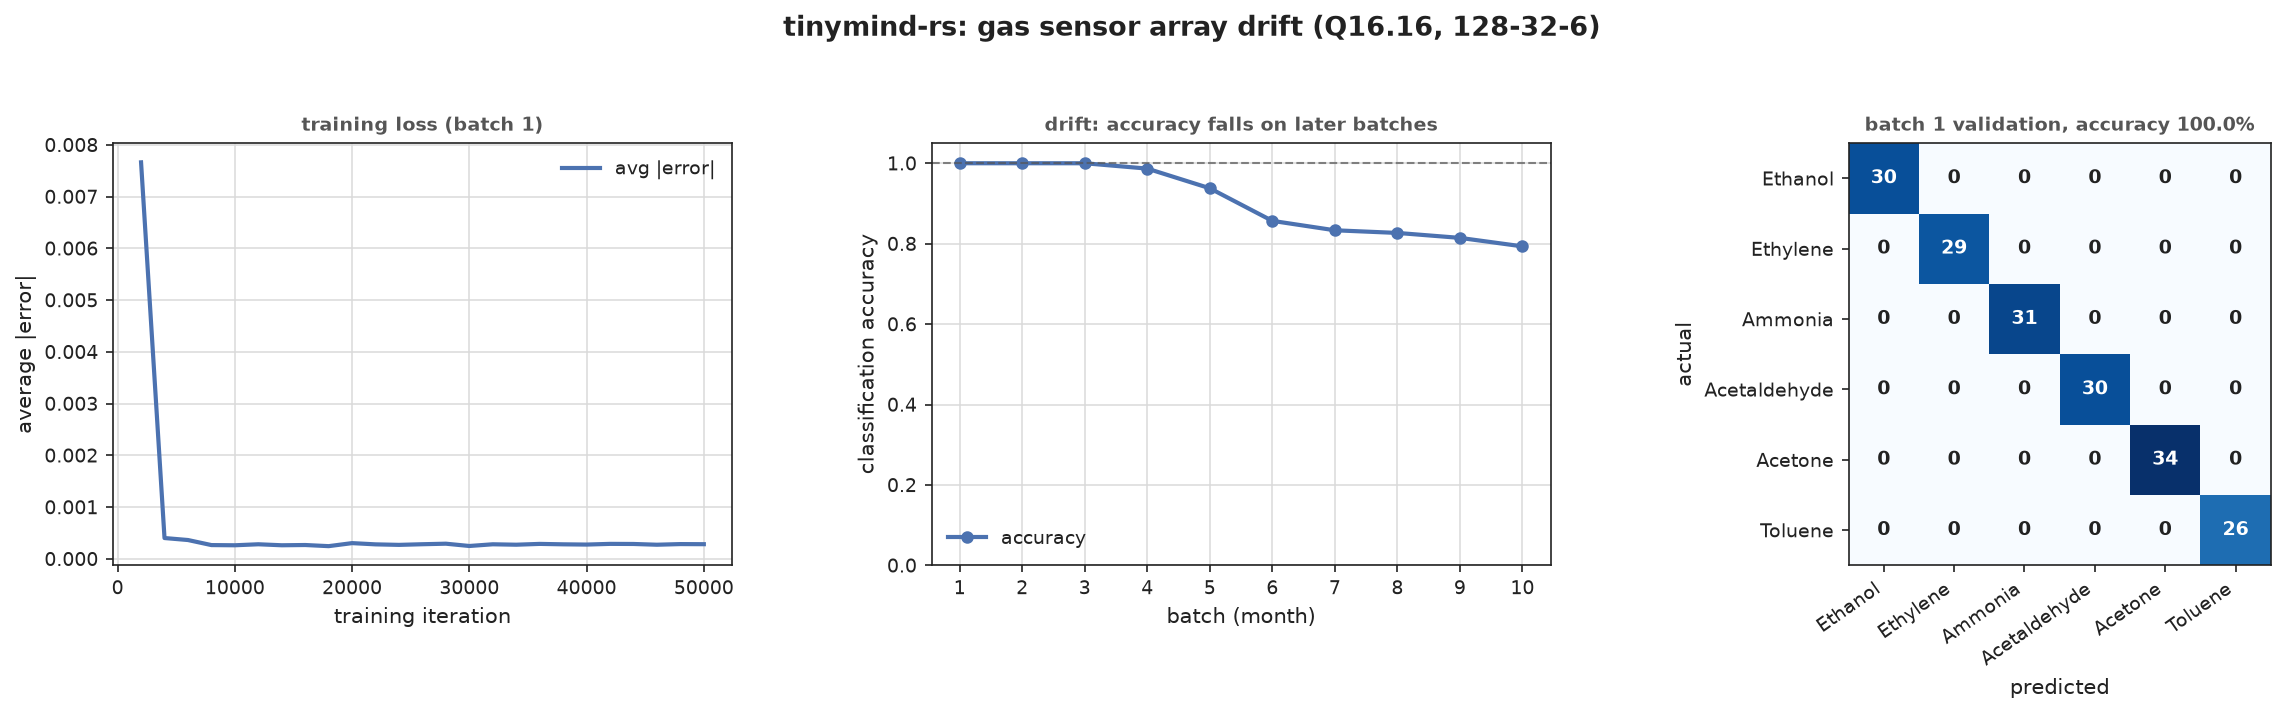 tinymind-rs: gas sensor array drift (Q16.16, 128-32-6)
training loss (batch 1)
avg |error|
average |error|
0.008
0.007
0.006
0.005
0.004
0.003
0.002
0.001
0.000
0 10000 20000 30000 40000 50000
training iteration
drift: accuracy falls on later batches
classification accuracy
1.0
0.8
0.6
0.4
0.2
0.0
accuracy
1 2 3 4 5 6 7 8 9 10
batch (month)
batch 1 validation, accuracy 100.0%
actual
Ethanol 30 0 0 0 0 0
Ethylene 0 29 0 0 0 0
Ammonia 0 0 31 0 0 0
Acetaldehyde 0 0 0 30 0 0
Acetone 0 0 0 0 34 0
Toluene 0 0 0 0 0 26
Ethanol Ethylene Ammonia Acetaldehyde Acetone Toluene
predicted